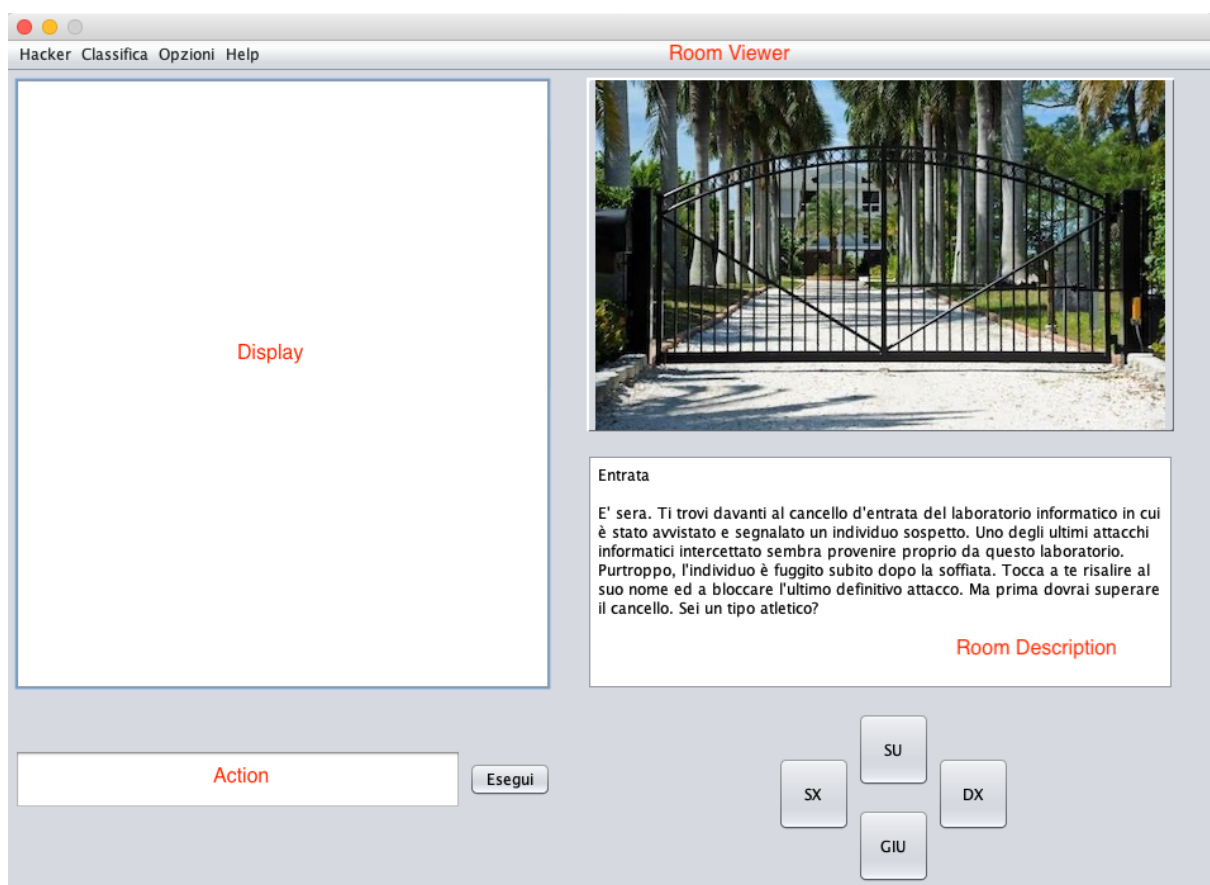 Hacker Classifica Opzioni Help
Room Viewer
Display
Entrata
E' sera. Ti trovi davanti al cancello d'entrata del laboratorio informatico in cui
è stato avvistato e segnalato un individuo sospetto. Uno degli ultimi attacchi
informatici intercettato sembra provenire proprio da questo laboratorio.
Purtroppo, l'individuo è fuggito subito dopo la soffiata. Tocca a te risalire al
suo nome ed a bloccare l'ultimo definitivo attacco. Ma prima dovrai superare
il cancello. Sei un tipo atletico?
Room Description
Action
Esegui
SU
SX
DX
GIU